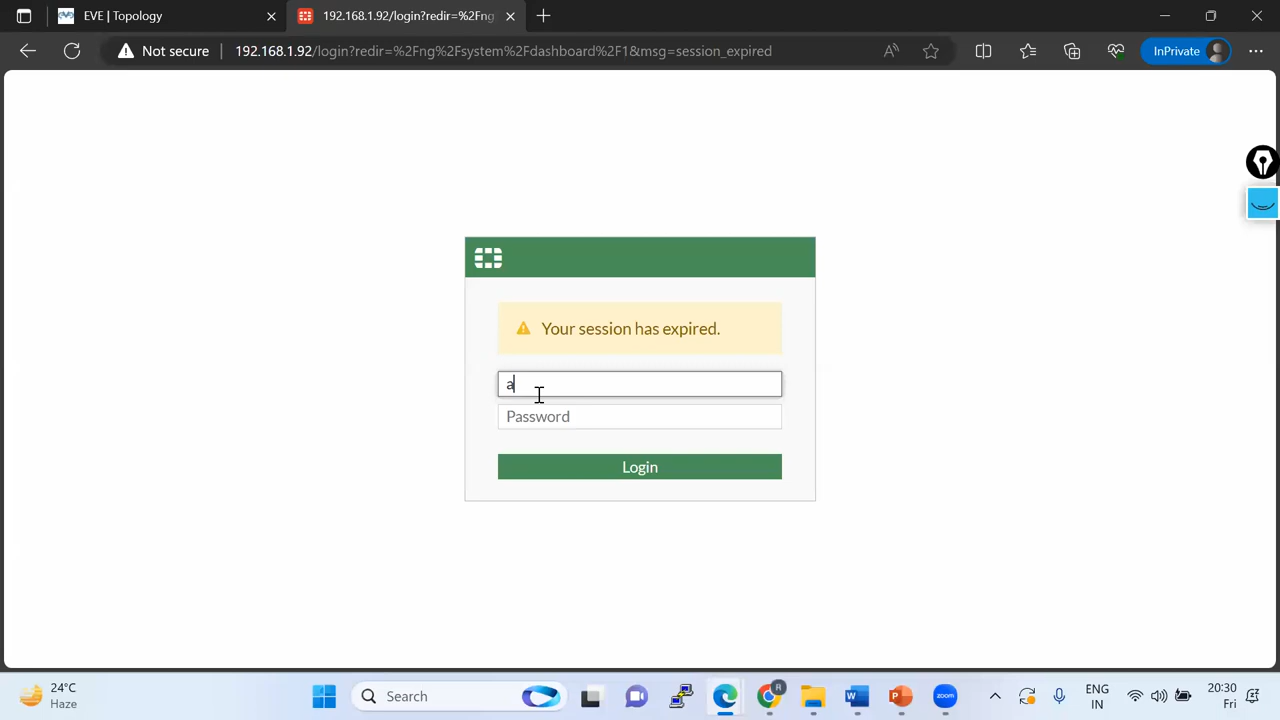 EVE | Topology
192.168.1.92/login?redir=%2Fng
Not secure
192.168.1.92/login?redir=%2Fng%2Fsystem%2Fdashboard%2F1&msg=session_expired
InPrivate
Your session has expired.
a
Password
Login
24°C
Haze
Search
R
zoom
ENG
IN
20:30
Fri